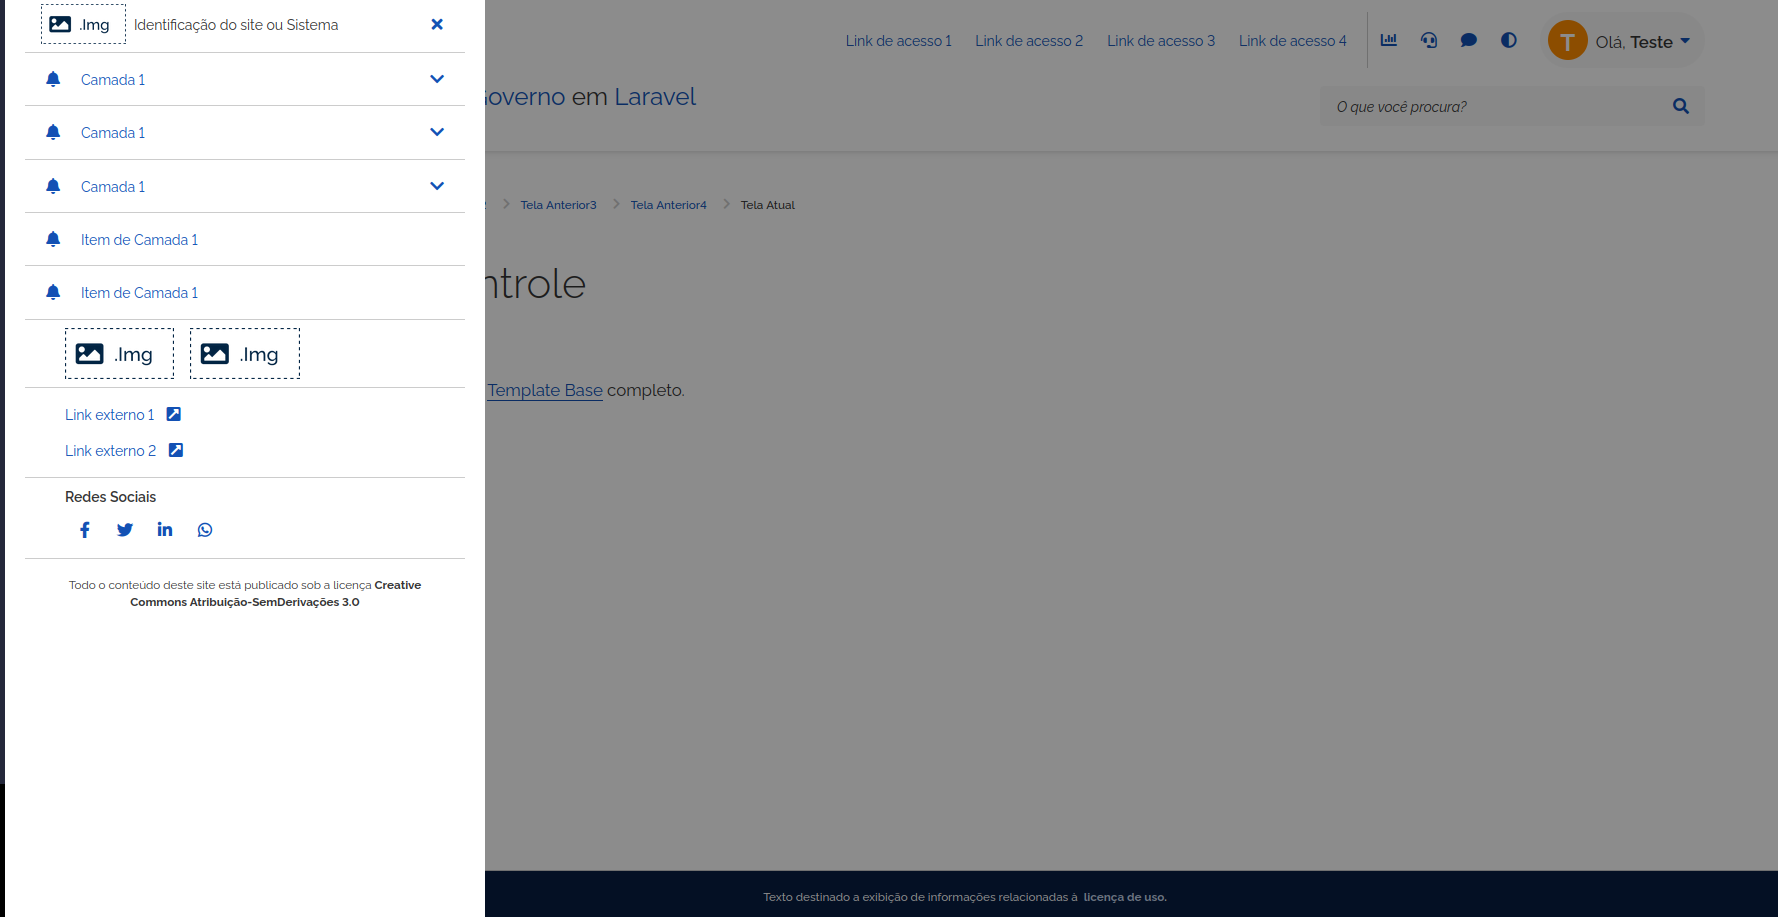 .Img Identificação do site ou Sistema
Camada 1
Camada 1
Camada 1
Item de Camada 1
Item de Camada 1
.Img .Img
Link externo 1
Link externo 2
Redes Sociais
Todo o conteúdo deste site está publicado sob a licença Creative
Commons Atribuição-SemDerivações 3.0
Link de acesso 1 Link de acesso 2 Link de acesso 3 Link de acesso 4 T Olá, Teste
em Laravel
O que você procura?
Tela Anterior3 Tela Anterior4 Tela Atual
ntrole
Template Base completo.
Texto destinado a exibição de informações relacionadas à licença de uso.